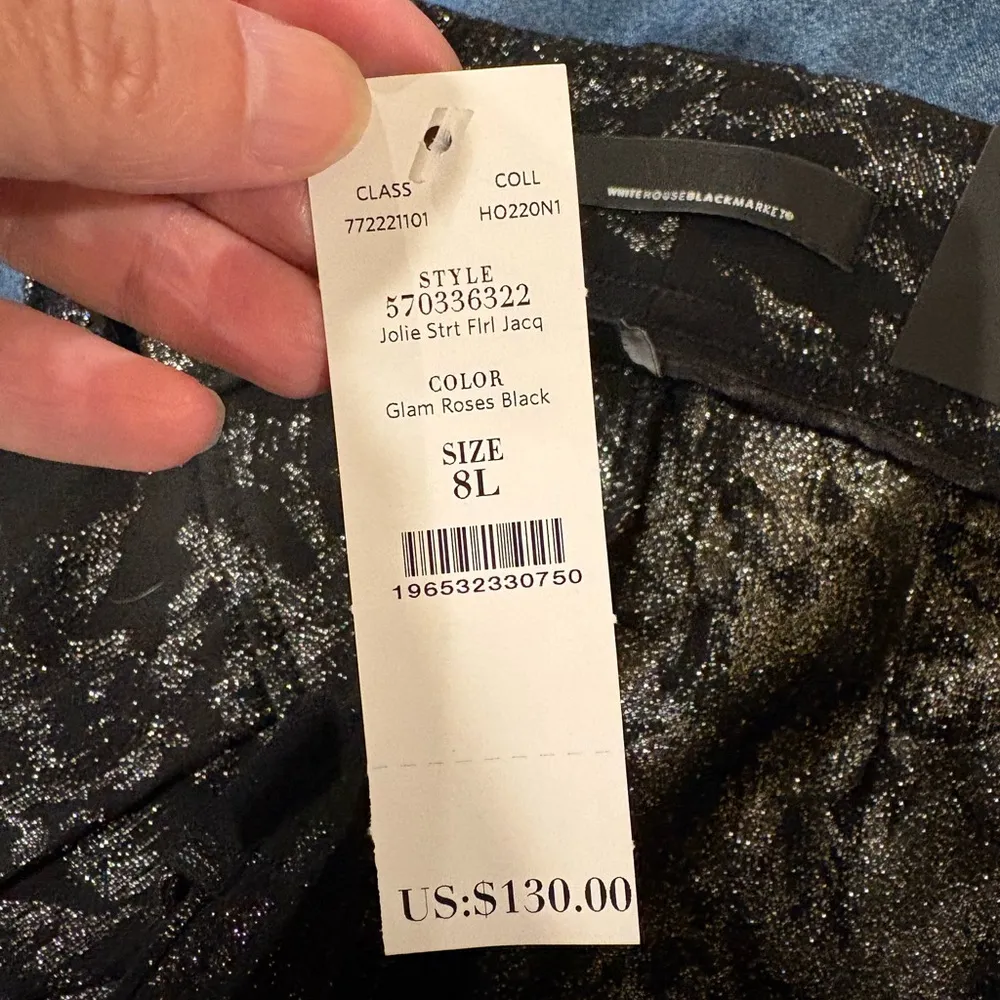 CLASS COLL
772221101 HO220N1
STYLE
570336322
Jolie Strt Flrl Jacq
COLOR
Glam Roses Black
SIZE
8L
196532330750
US:$130.00
WHITEHOUSEBLACKMARKET®